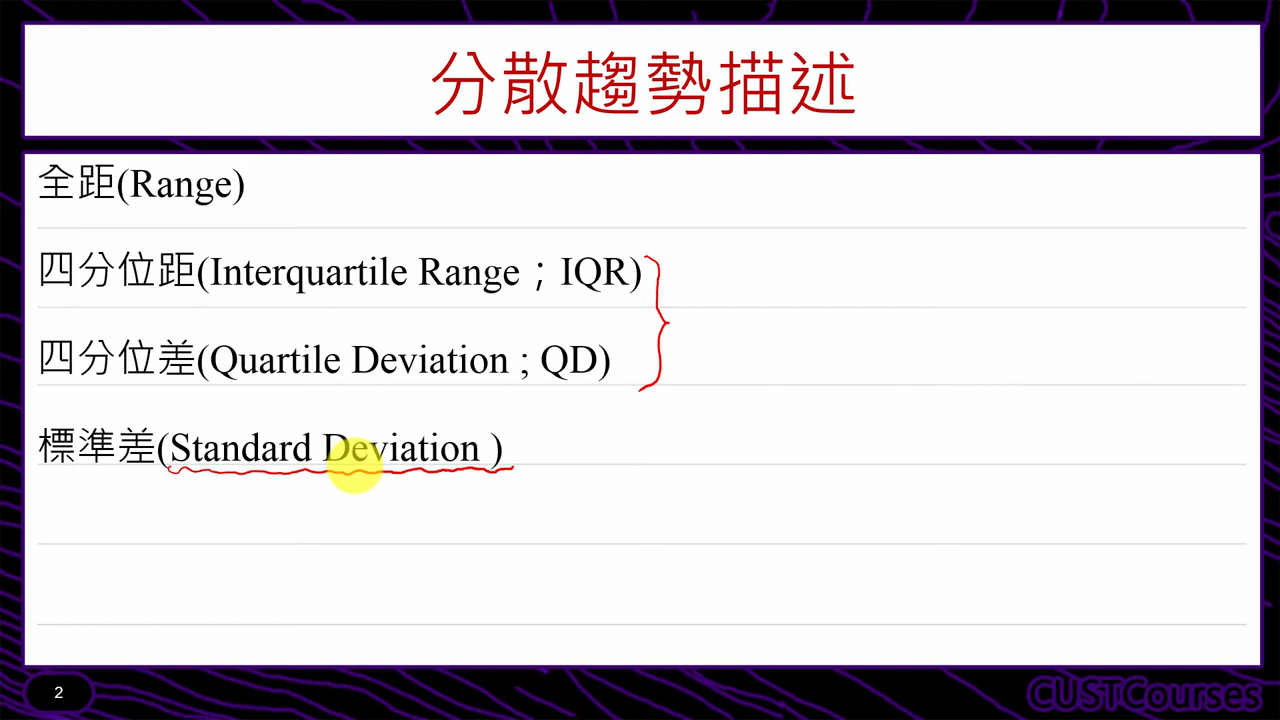 分散趨勢描述
全距(Range)
四分位距(Interquartile Range；IQR)
四分位差(Quartile Deviation ; QD)
標準差(Standard Deviation )
2
CUSTCourses